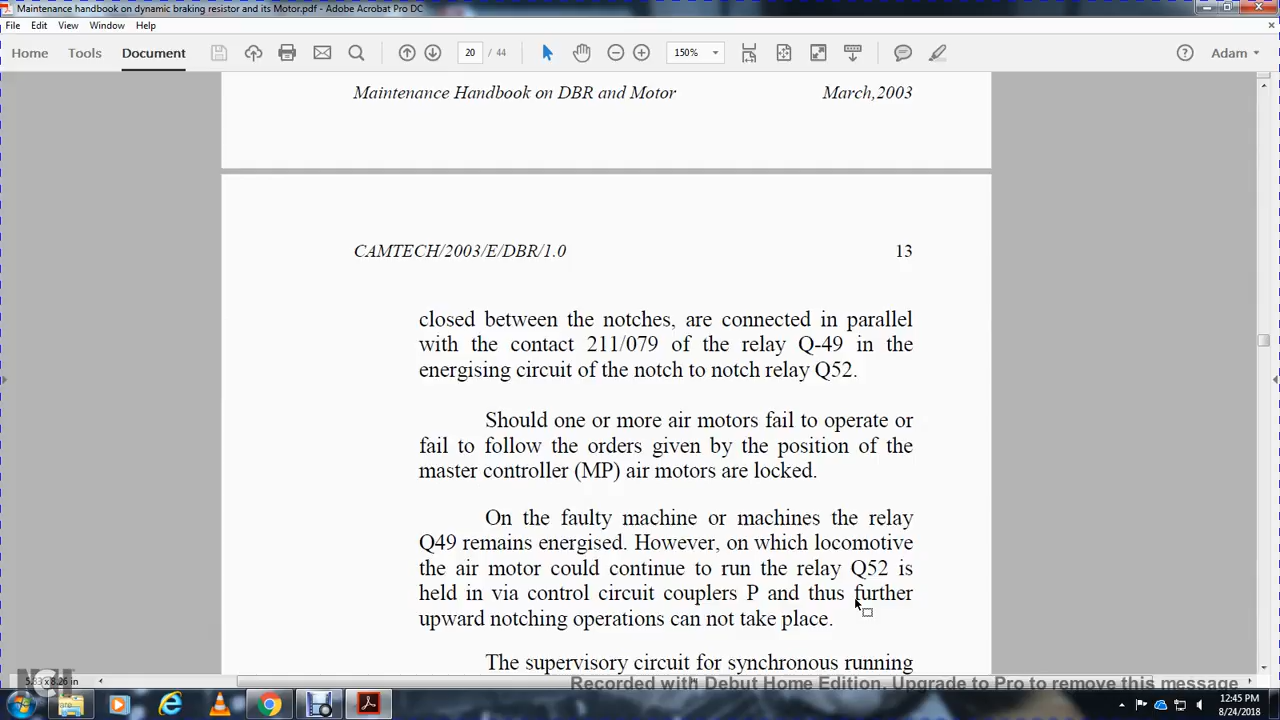 Maintenance handbook on dynamic braking resistor and its Motor.pdf - Adobe Acrobat Pro DC
File Edit View Window Help
Home Tools Document 20 / 44 150% Adam
Maintenance Handbook on DBR and Motor March,2003
CAMTECH/2003/E/DBR/1.0 13
closed between the notches, are connected in parallel
with the contact 211/079 of the relay Q-49 in the
energising circuit of the notch to notch relay Q52.
Should one or more air motors fail to operate or
fail to follow the orders given by the position of the
master controller (MP) air motors are locked.
On the faulty machine or machines the relay
Q49 remains energised. However, on which locomotive
the air motor could continue to run the relay Q52 is
held in via control circuit couplers P and thus further
upward notching operations can not take place.
The supervisory circuit for synchronous running
5.83 x 8.26 in
Recorded with Debut Home Edition. Upgrade to Pro to remove this message
12:45 PM
8/24/2018